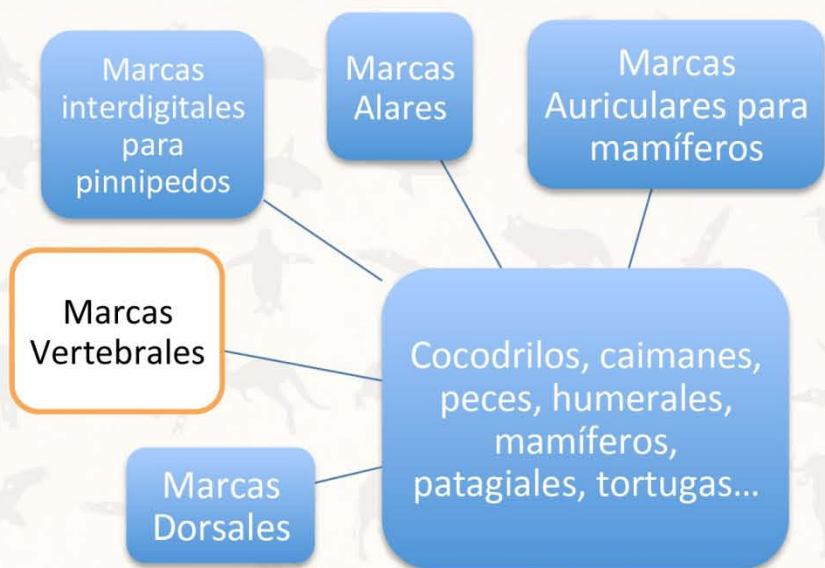 Marcas
interdigitales
para
pinnipedos
Marcas
Alares
Marcas
Auriculares para
mamíferos
Marcas
Vertebrales
Cocodrilos, caimanes,
peces, humerales,
mamíferos,
patagiales, tortugas...
Marcas
Dorsales